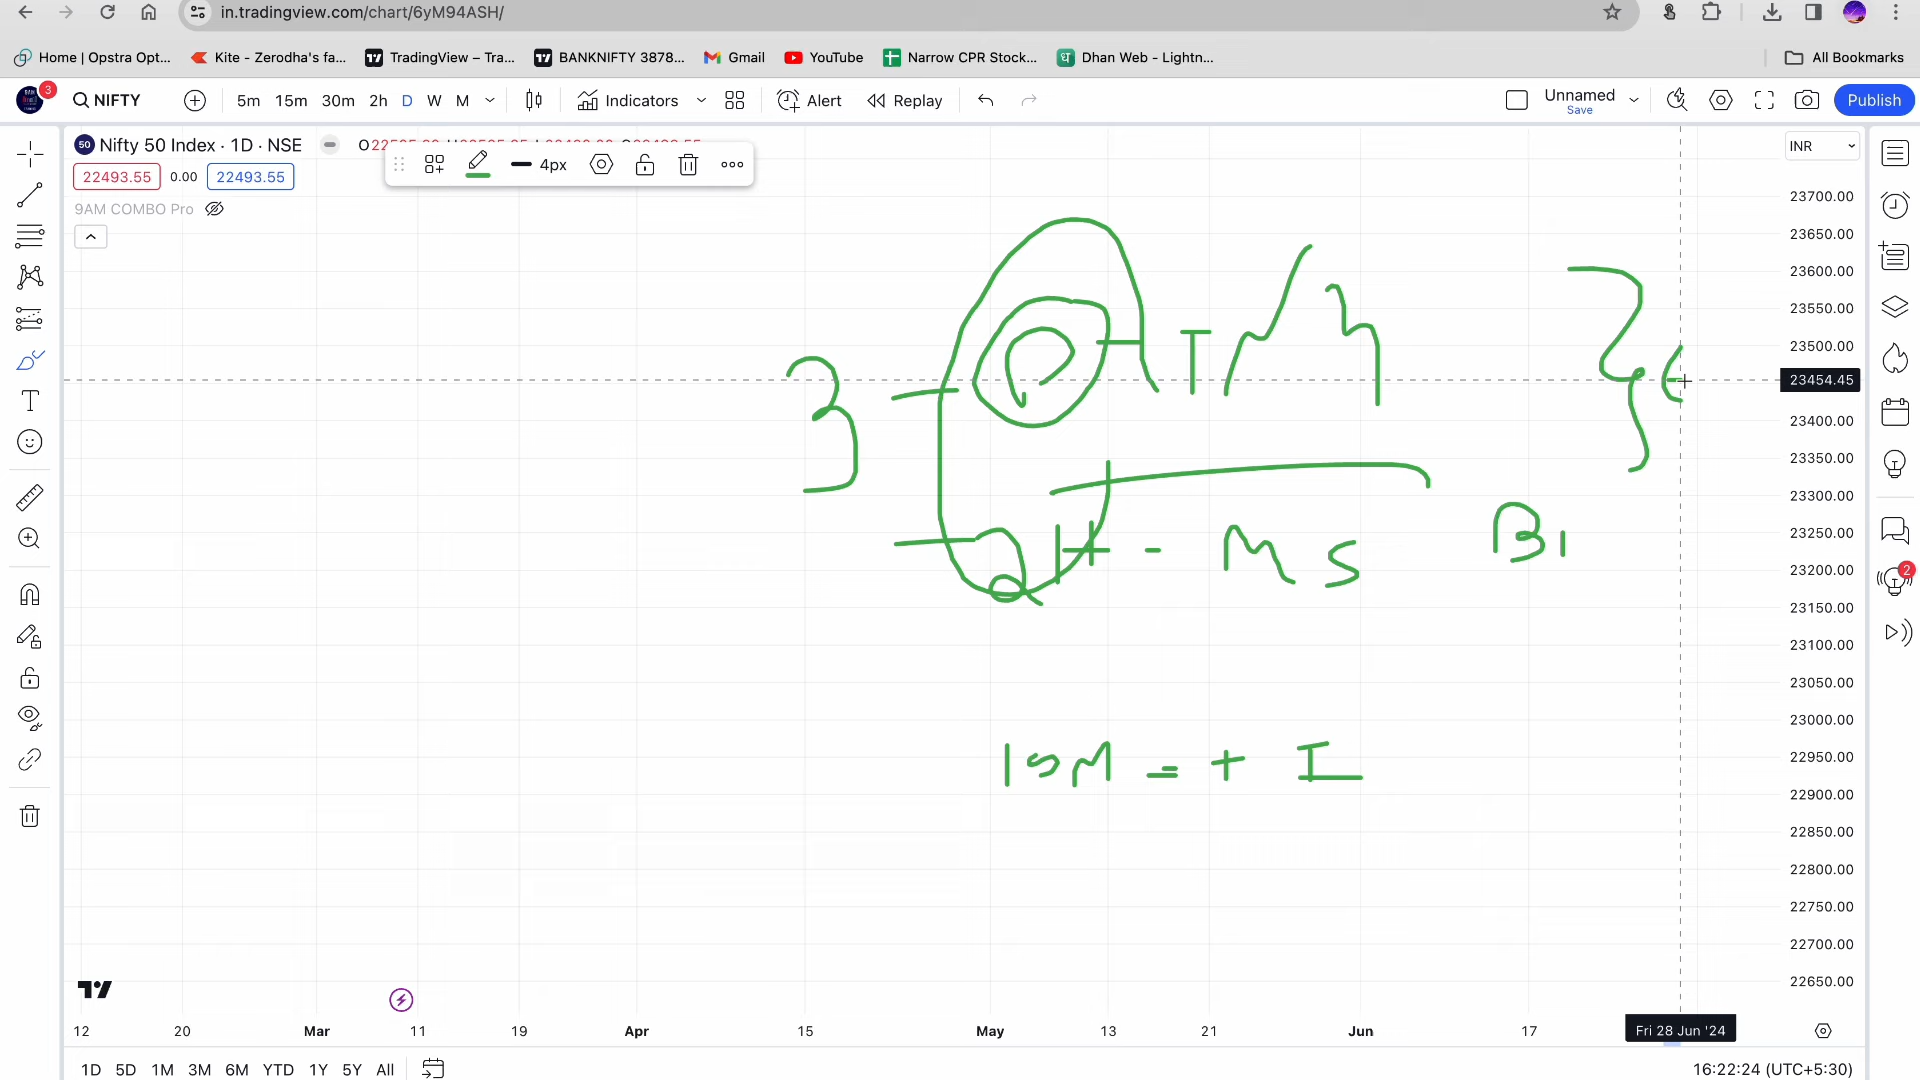 in.tradingview.com/chart/6yM94ASH/
Home | Opstra Opt... Kite - Zerodha's fa... TradingView – Tra... BANKNIFTY 3878... Gmail YouTube Narrow CPR Stock... Dhan Web - Lightn... All Bookmarks
3 NIFTY 5m 15m 30m 2h D W M Indicators Alert Replay Unnamed Save Publish
50 Nifty 50 Index · 1D · NSE INR
4px
22493.55 0.00 22493.55
9AM COMBO Pro
23700.00
23650.00
23600.00
23550.00
23500.00
23454.45
23400.00
23350.00
23300.00
23250.00
23200.00
23150.00
23100.00
23050.00
23000.00
22950.00
22900.00
22850.00
22800.00
22750.00
22700.00
22650.00
3
M S
15M = + I
2
12 20 Mar 11 19 Apr 15 May 13 21 Jun 17 Fri 28 Jun '24
1D 5D 1M 3M 6M YTD 1Y 5Y All 16:22:24 (UTC+5:30)